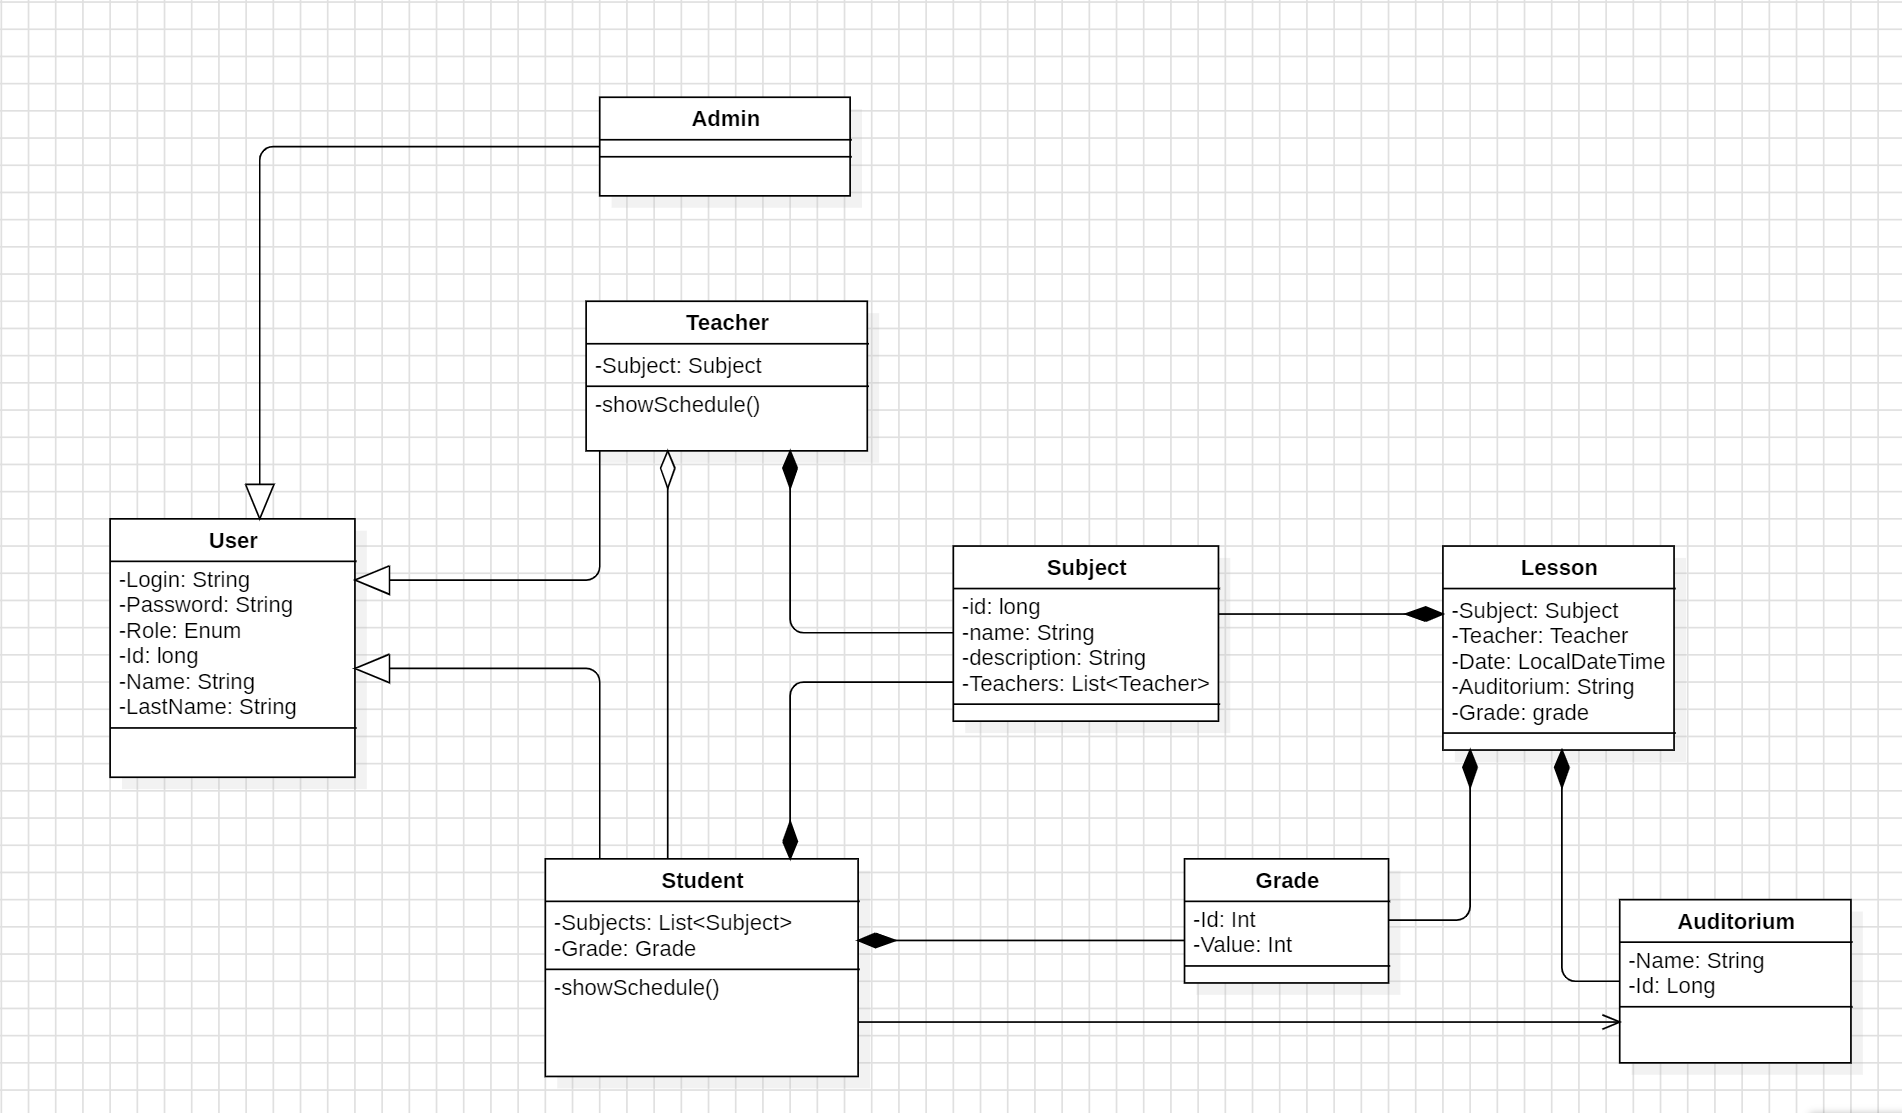 Admin
Teacher
-Subject: Subject
-showSchedule()
User
-Login: String
-Password: String
-Role: Enum
-Id: long
-Name: String
-LastName: String
Subject
-id: long
-name: String
-description: String
-Teachers: List<Teacher>
Lesson
-Subject: Subject
-Teacher: Teacher
-Date: LocalDateTime
-Auditorium: String
-Grade: grade
Student
-Subjects: List<Subject>
-Grade: Grade
-showSchedule()
Grade
-Id: Int
-Value: Int
Auditorium
-Name: String
-Id: Long